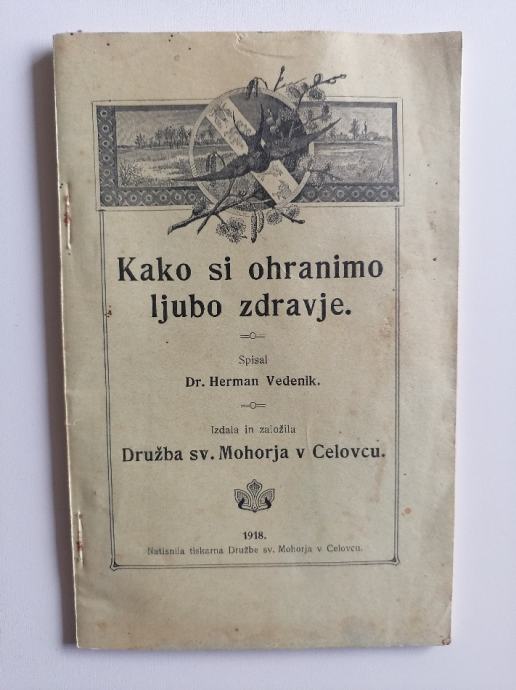 Kako si ohranimo
ljubo zdravje.
Spisal
Dr. Herman Vedenik.
Izdala in založila
Družba sv. Mohorja v Celovcu.
1918.
Natisnila tiskarna Družbe sv. Mohorja v Celovcu.